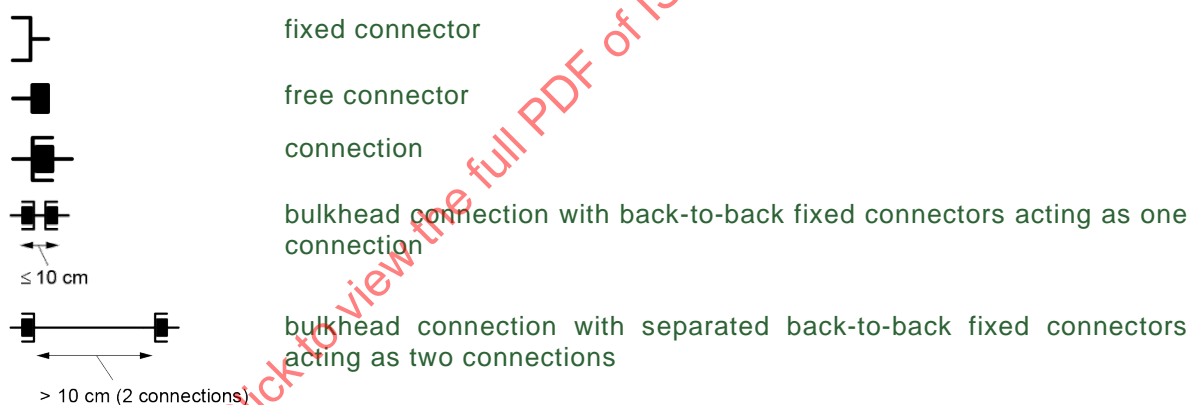 fixed connector
free connector
connection
bulkhead connection with back-to-back fixed connectors acting as one
connection
≤ 10 cm
bulkhead connection with separated back-to-back fixed connectors
acting as two connections
> 10 cm (2 connections)
lick to view the full PDF of IS